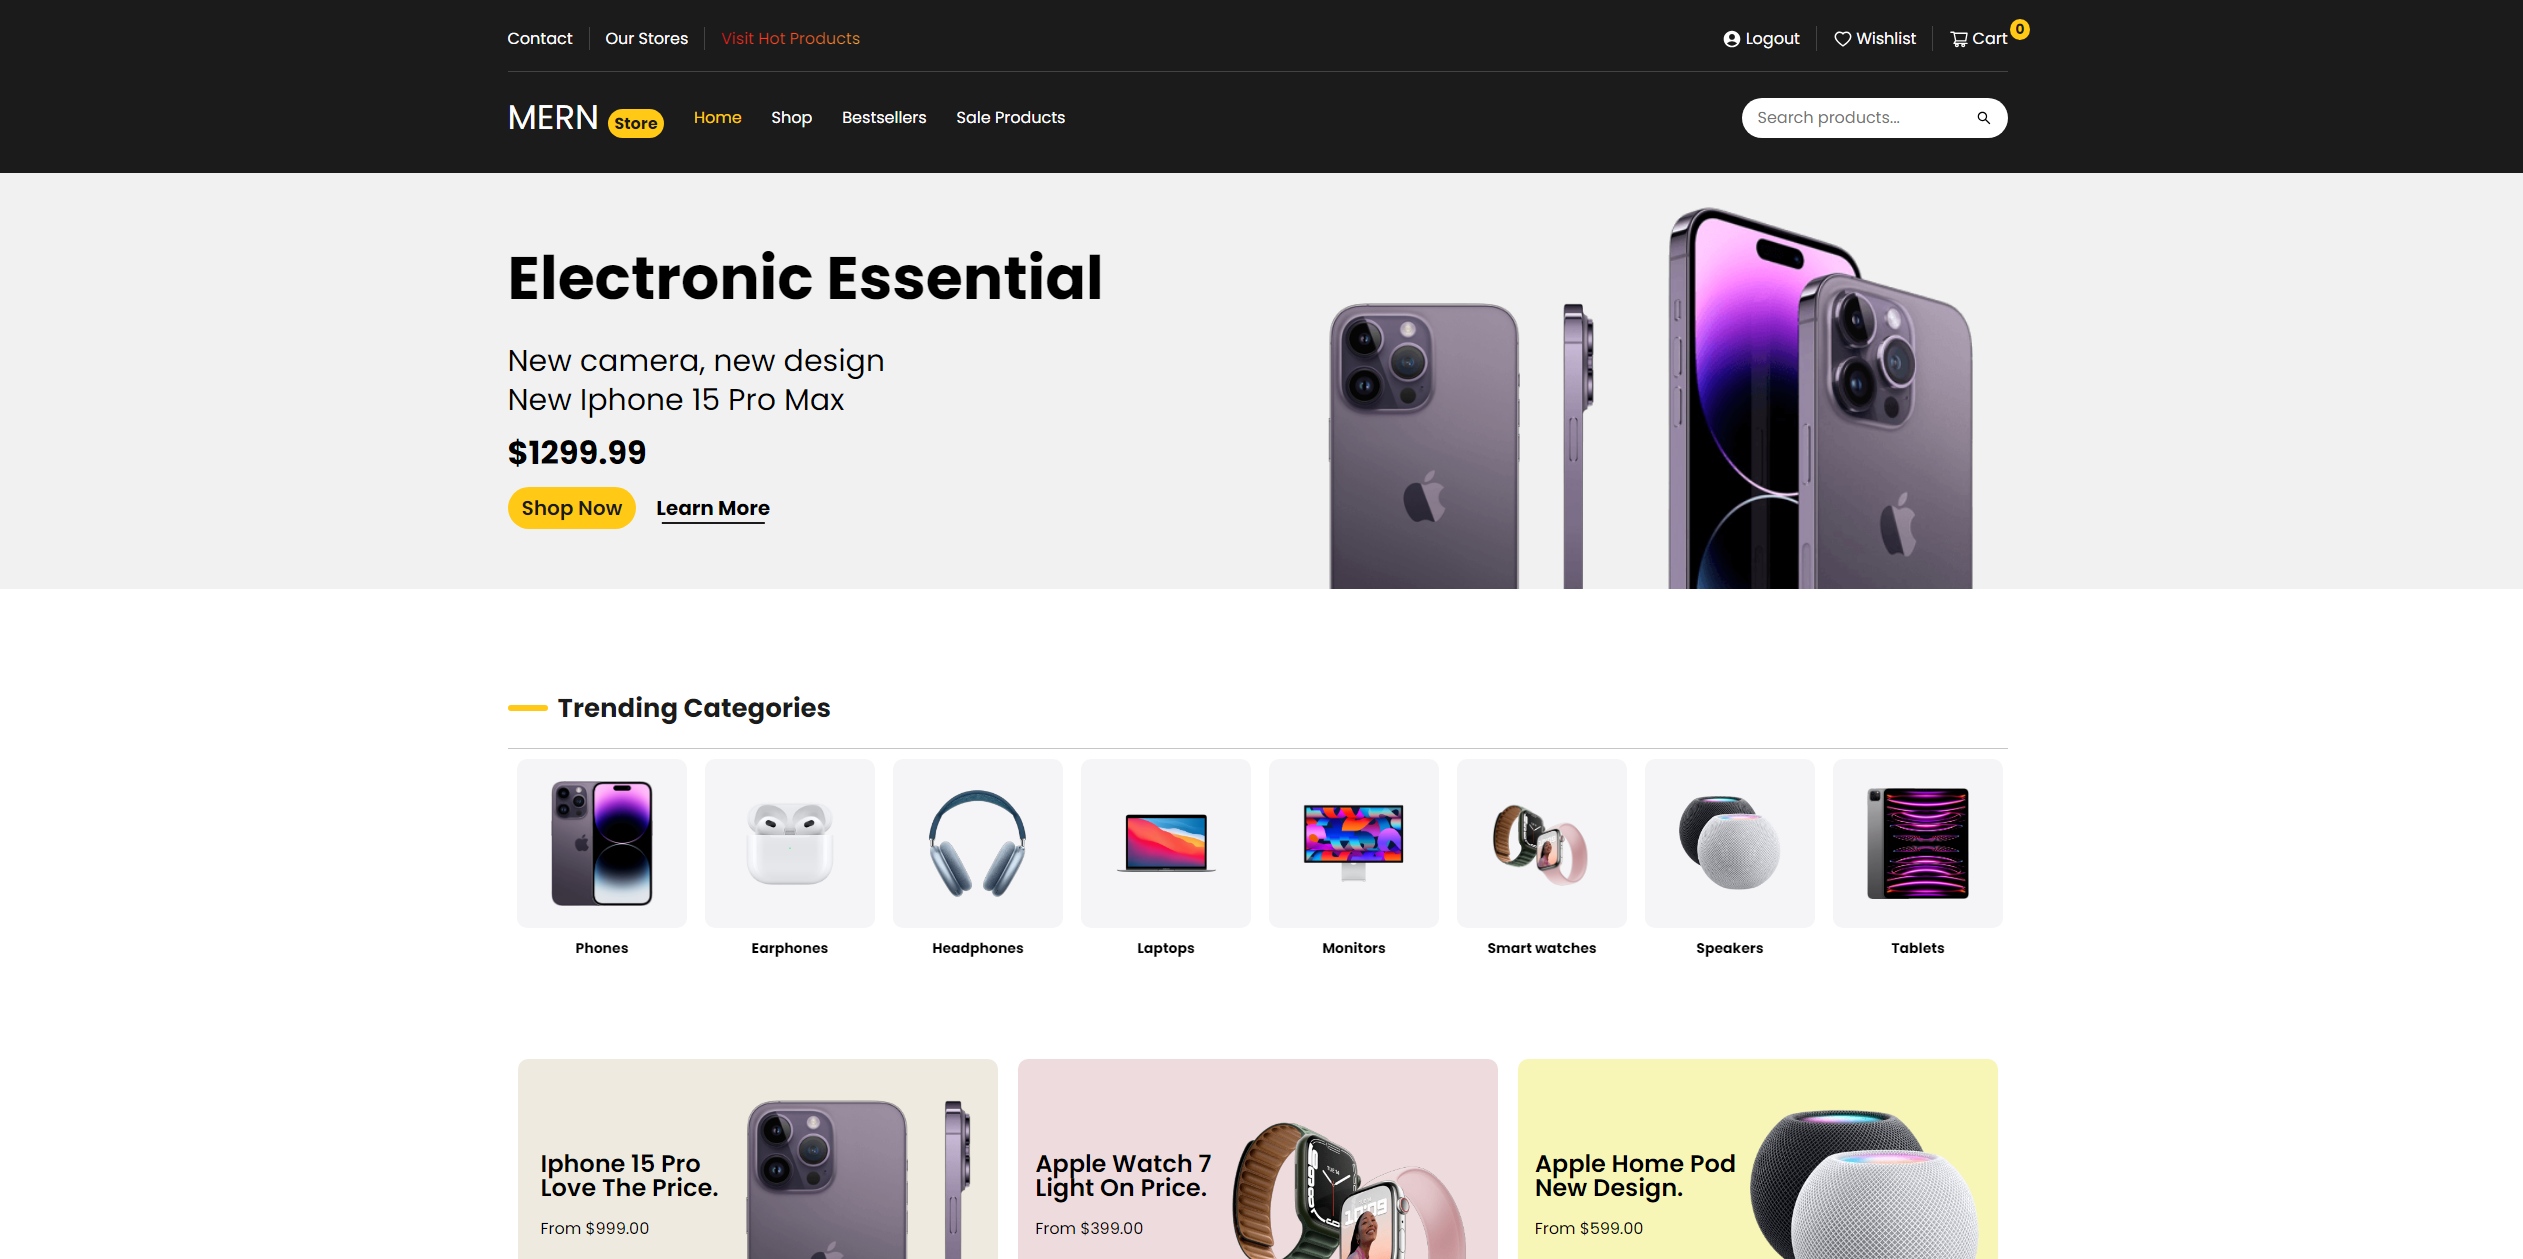 Contact
Our Stores
Visit Hot Products
Logout
Wishlist
Cart
0
MERN Store
Home
Shop
Bestsellers
Sale Products
Search products...
Electronic Essential
New camera, new design
New Iphone 15 Pro Max
$1299.99
Shop Now
Learn More
Trending Categories
Phones
Earphones
Headphones
Laptops
Monitors
Smart watches
Speakers
Tablets
Iphone 15 Pro
Love The Price.
From $999.00
Apple Watch 7
Light On Price.
From $399.00
10:09
Apple Home Pod
New Design.
From $599.00